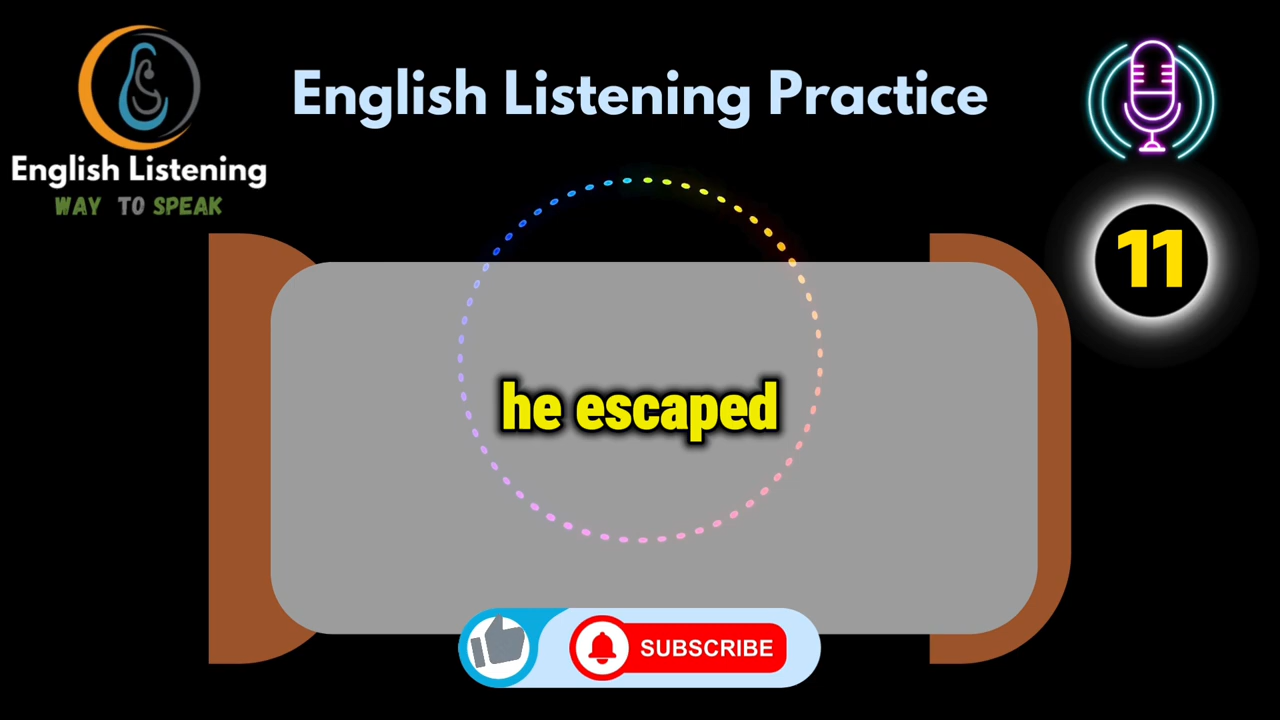 English Listening Practice
English Listening
WAY TO SPEAK
11
he escaped
SUBSCRIBE